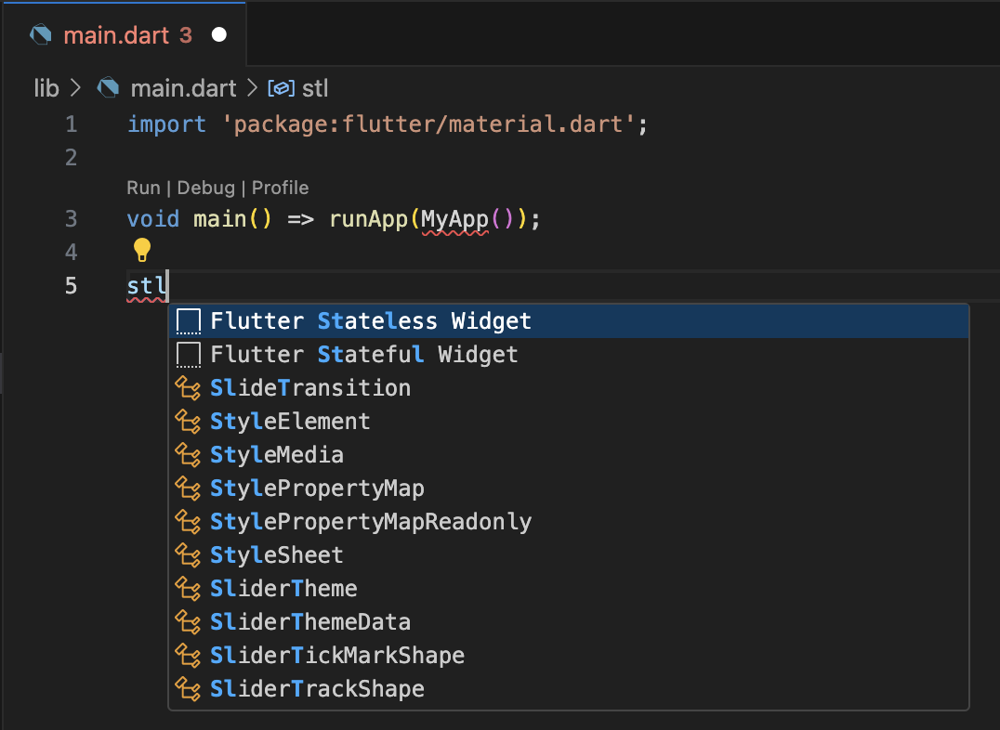 main.dart 3
lib > main.dart > stl
1 import 'package:flutter/material.dart';
2
Run | Debug | Profile
3 void main() => runApp(MyApp());
4
5 stl
Flutter Stateless Widget
Flutter Stateful Widget
SlideTransition
StyleElement
StyleMedia
StylePropertyMap
StylePropertyMapReadonly
StyleSheet
SliderTheme
SliderThemeData
SliderTickMarkShape
SliderTrackShape